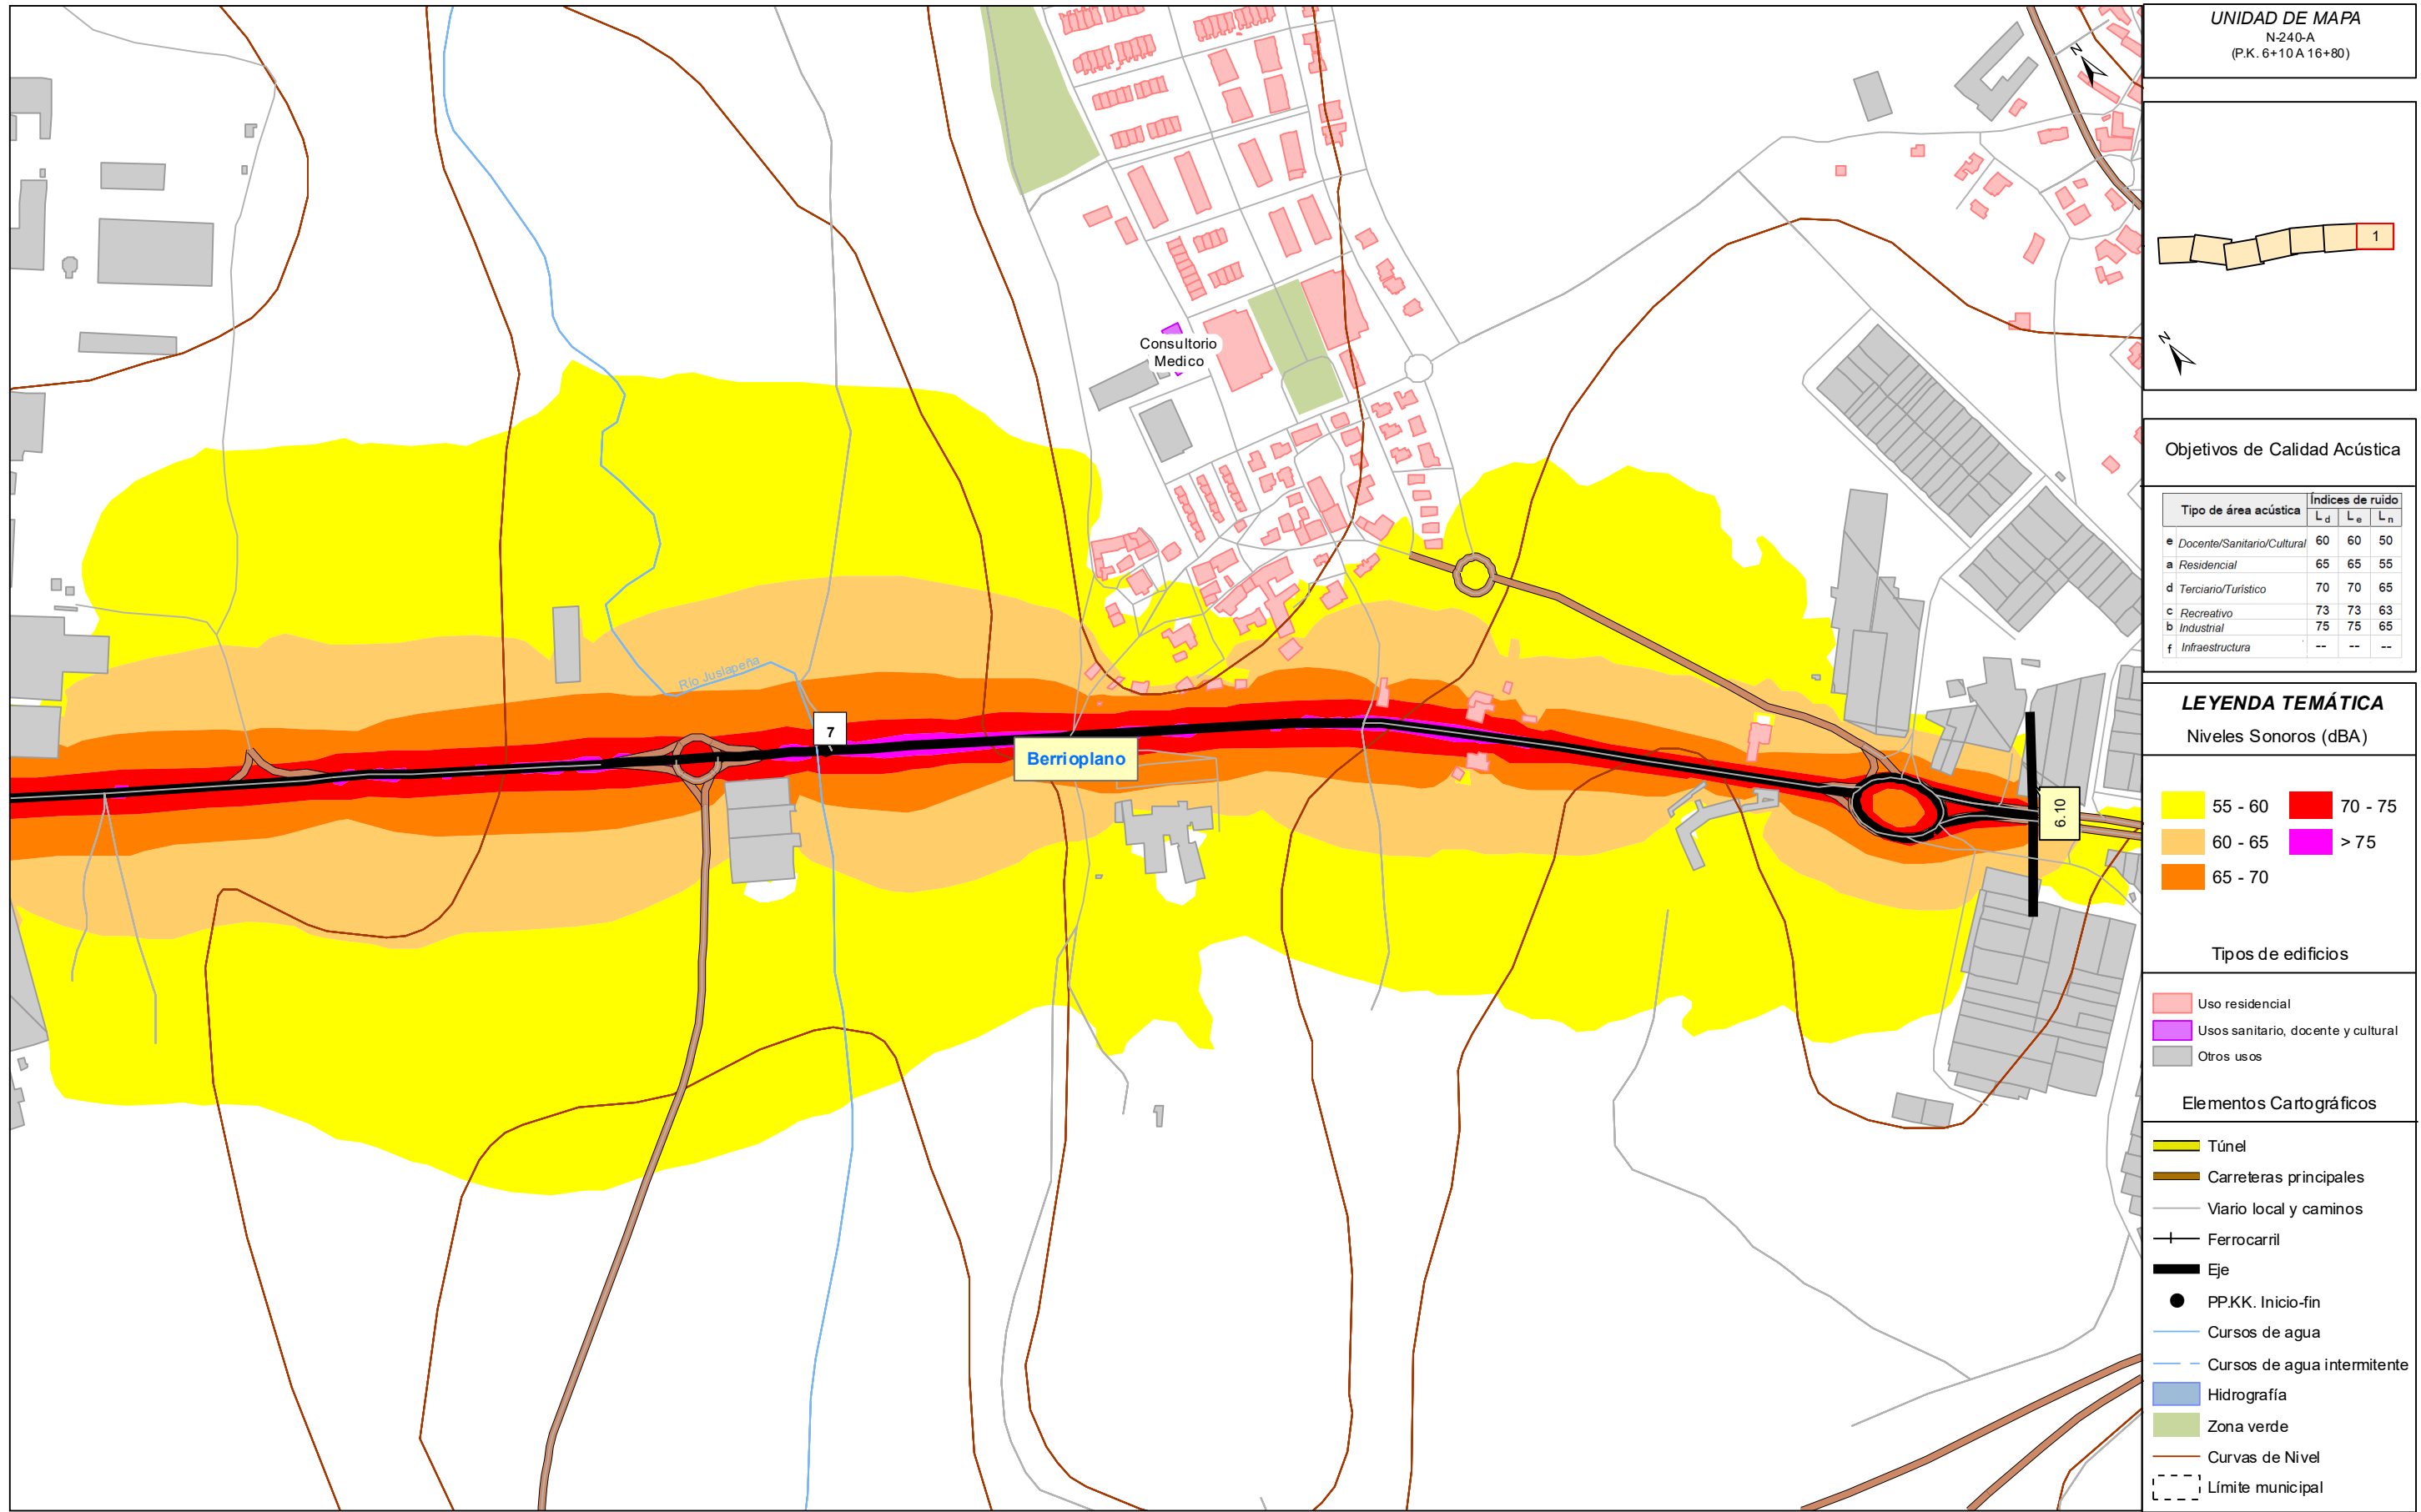 UNIDAD DE MAPA
N-240-A
(P.K. 6+10 A 16+80)
N
1
N
Objetivos de Calidad Acústica
Tipo de área acústica Índices de ruido
L d L e L n
e Docente/Sanitario/Cultural 60 60 50
a Residencial 65 65 55
d Terciario/Turístico 70 70 65
c Recreativo 73 73 63
b Industrial 75 75 65
f Infraestructura -- -- --
LEYENDA TEMÁTICA
Niveles Sonoros (dBA)
55 - 60 70 - 75
60 - 65 > 75
65 - 70
Tipos de edificios
Uso residencial
Usos sanitario, docente y cultural
Otros usos
Elementos Cartográficos
Túnel
Carreteras principales
Viario local y caminos
Ferrocarril
Eje
PP.KK. Inicio-fin
Cursos de agua
Cursos de agua intermitente
Hidrografía
Zona verde
Curvas de Nivel
Límite municipal
Consultorio
Medico
Río Juslapeña
7
Berrioplano
6.10